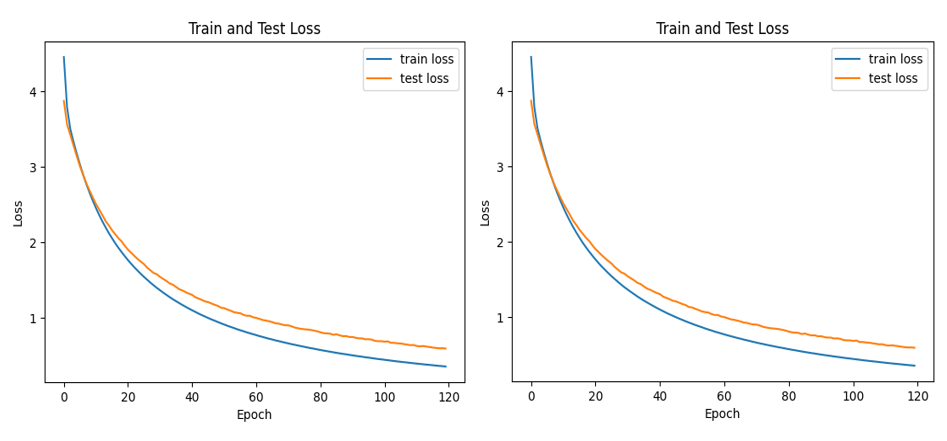 Train and Test Loss
train loss
test loss
4
3
2
1
Loss
0 20 40 60 80 100 120
Epoch
Train and Test Loss
train loss
test loss
4
3
2
1
Loss
0 20 40 60 80 100 120
Epoch